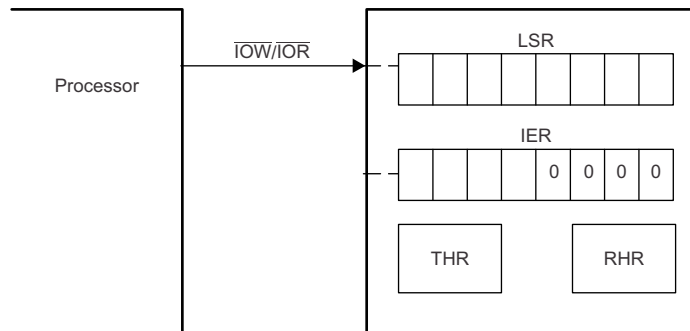 LSR
IOW/IOR
Processor
IER
0 0 0 0
THR RHR